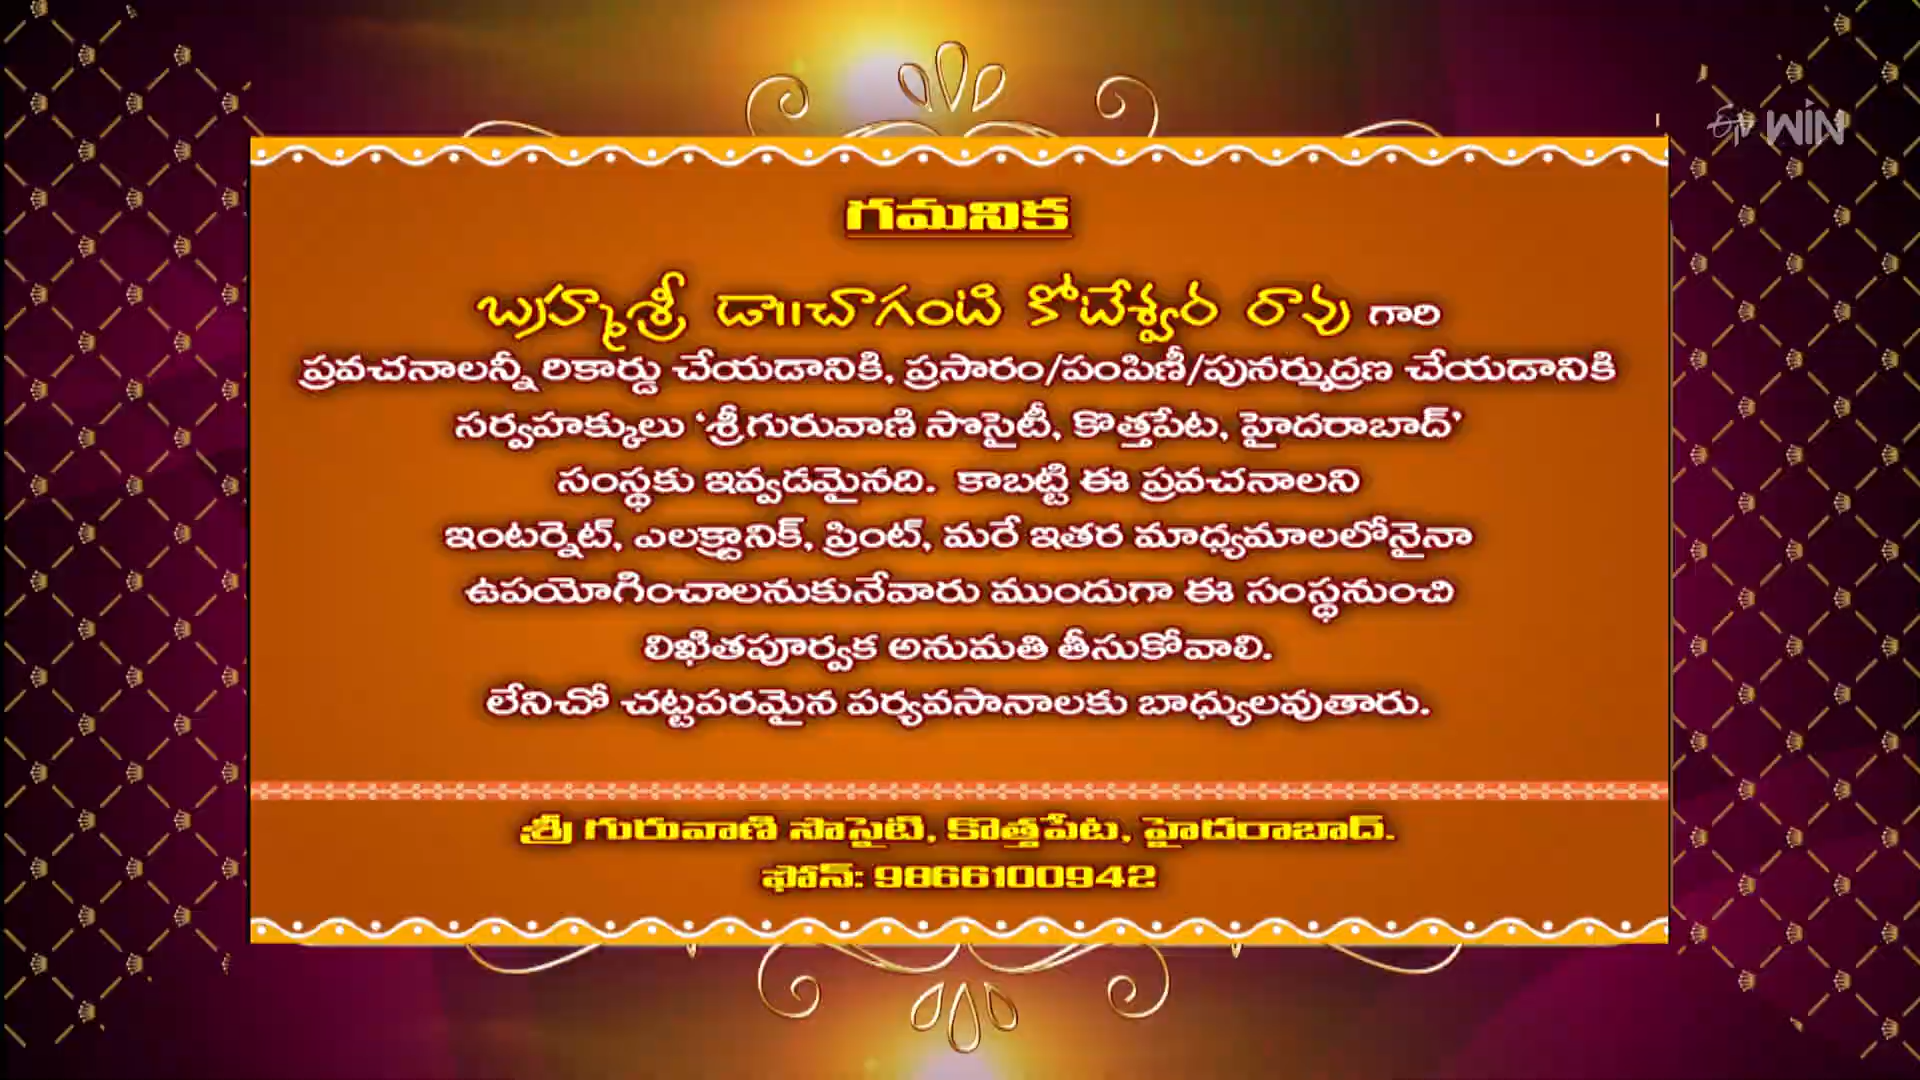 ఈటీవీ WIN
గమనిక
బ్రహ్మశ్రీ డా॥చాగంటి కోటేశ్వర రావు గారి
ప్రవచనాలన్నీ రికార్డు చేయడానికి, ప్రసారం/పంపిణీ/పునర్ముద్రణ చేయడానికి
సర్వహక్కులు ‘శ్రీగురువాణి సొసైటీ, కొత్తపేట, హైదరాబాద్’
సంస్థకు ఇవ్వడమైనది. కాబట్టి ఈ ప్రవచనాలని
ఇంటర్నెట్, ఎలక్ట్రానిక్, ప్రింట్, మరే ఇతర మాధ్యమాలలోనైనా
ఉపయోగించాలనుకునేవారు ముందుగా ఈ సంస్థనుంచి
లిఖితపూర్వక అనుమతి తీసుకోవాలి.
లేనిచో చట్టపరమైన పర్యవసానాలకు బాధ్యులవుతారు.
శ్రీ గురువాణి సొసైటి, కొత్తపేట, హైదరాబాద్.
ఫోన్: 9866100942